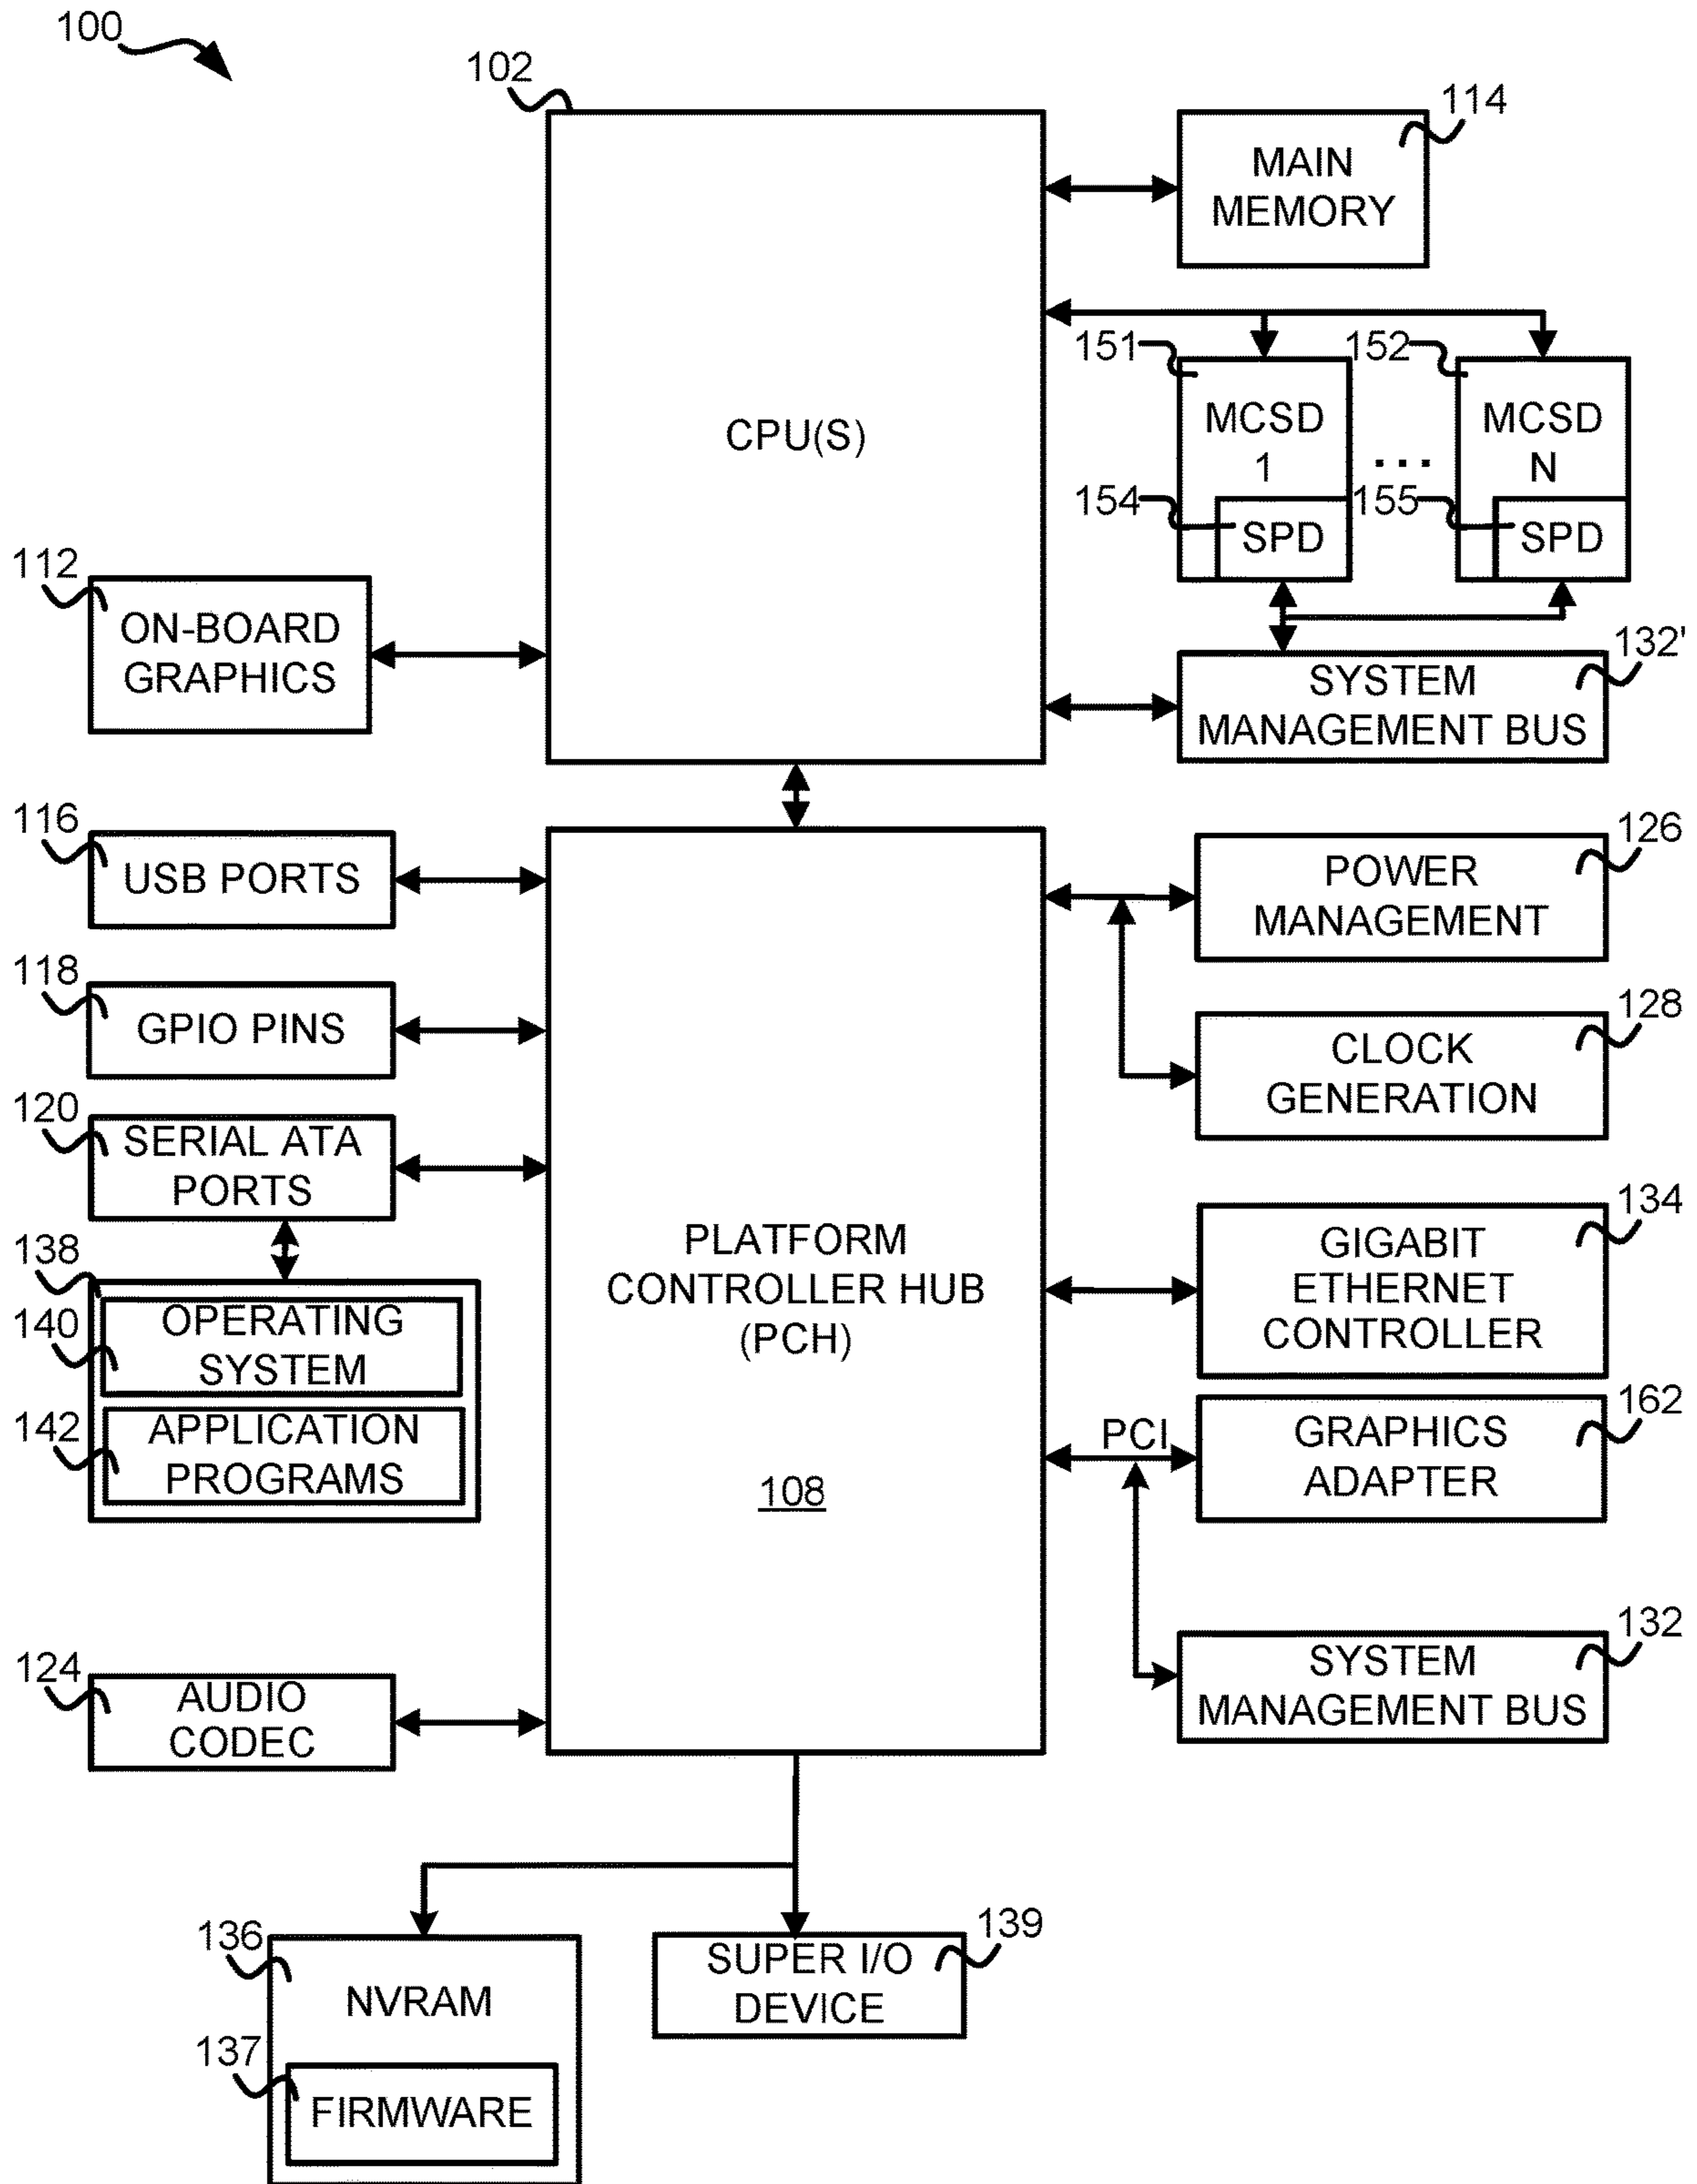 100
102
CPU(S)
114
MAIN
MEMORY
151
MCSD
1
154
SPD
...
152
MCSD
N
155
SPD
112
ON-BOARD
GRAPHICS
132'
SYSTEM
MANAGEMENT BUS
116
USB PORTS
126
POWER
MANAGEMENT
118
GPIO PINS
128
CLOCK
GENERATION
120
SERIAL ATA
PORTS
PLATFORM
CONTROLLER HUB
(PCH)
108
134
GIGABIT
ETHERNET
CONTROLLER
138
140
OPERATING
SYSTEM
142
APPLICATION
PROGRAMS
PCI
162
GRAPHICS
ADAPTER
132
SYSTEM
MANAGEMENT BUS
124
AUDIO
CODEC
136
NVRAM
137
FIRMWARE
139
SUPER I/O
DEVICE